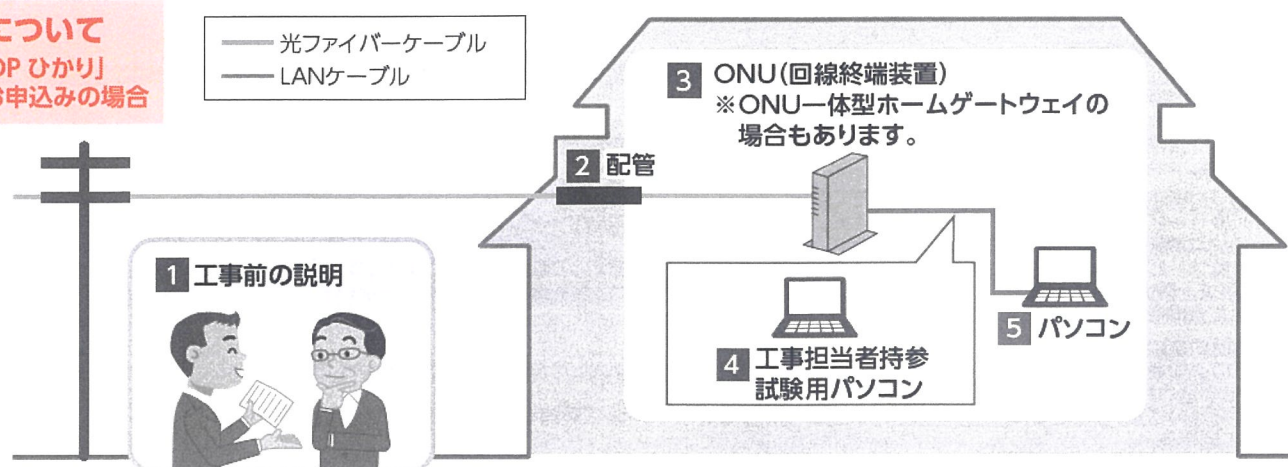 について
OP ひかり」
お申込みの場合
光ファイバーケーブル
LANケーブル
3 ONU(回線終端装置)
※ONU一体型ホームゲートウェイの
場合もあります。
2 配管
1 工事前の説明
4 工事担当者持参
試験用パソコン
5 パソコン